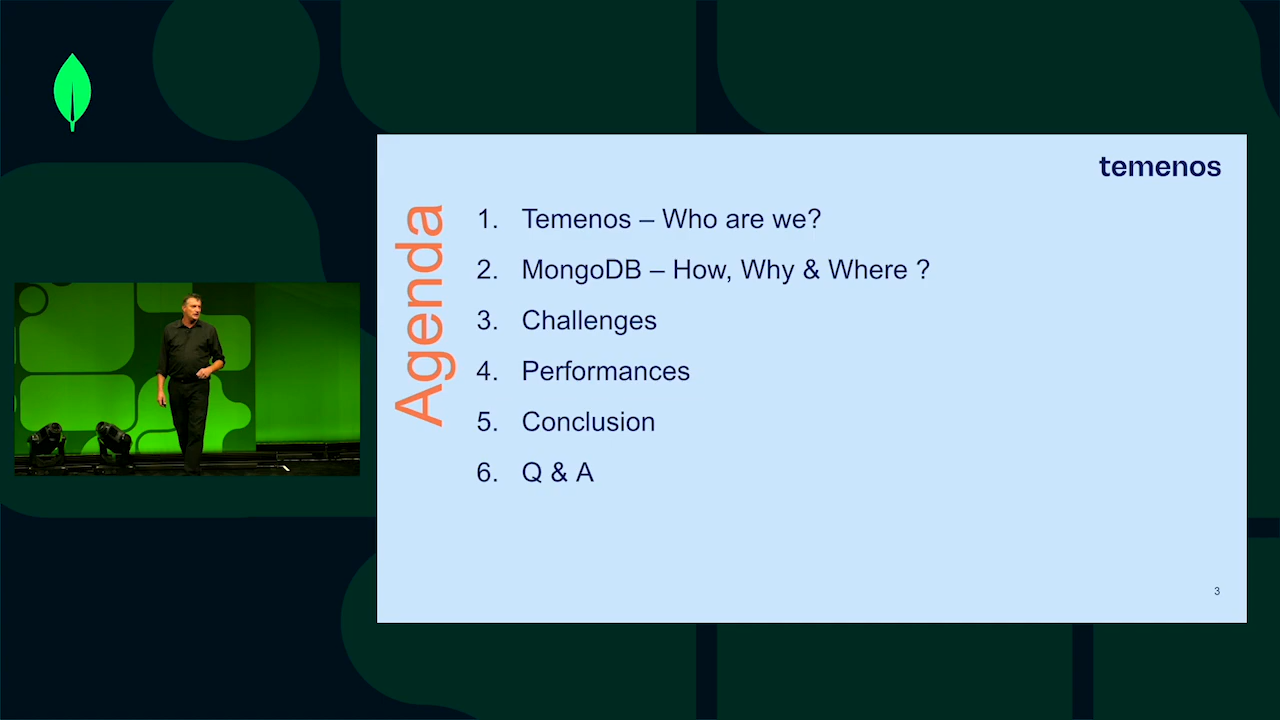 temenos
Agenda
1. Temenos – Who are we?
2. MongoDB – How, Why & Where ?
3. Challenges
4. Performances
5. Conclusion
6. Q & A
3